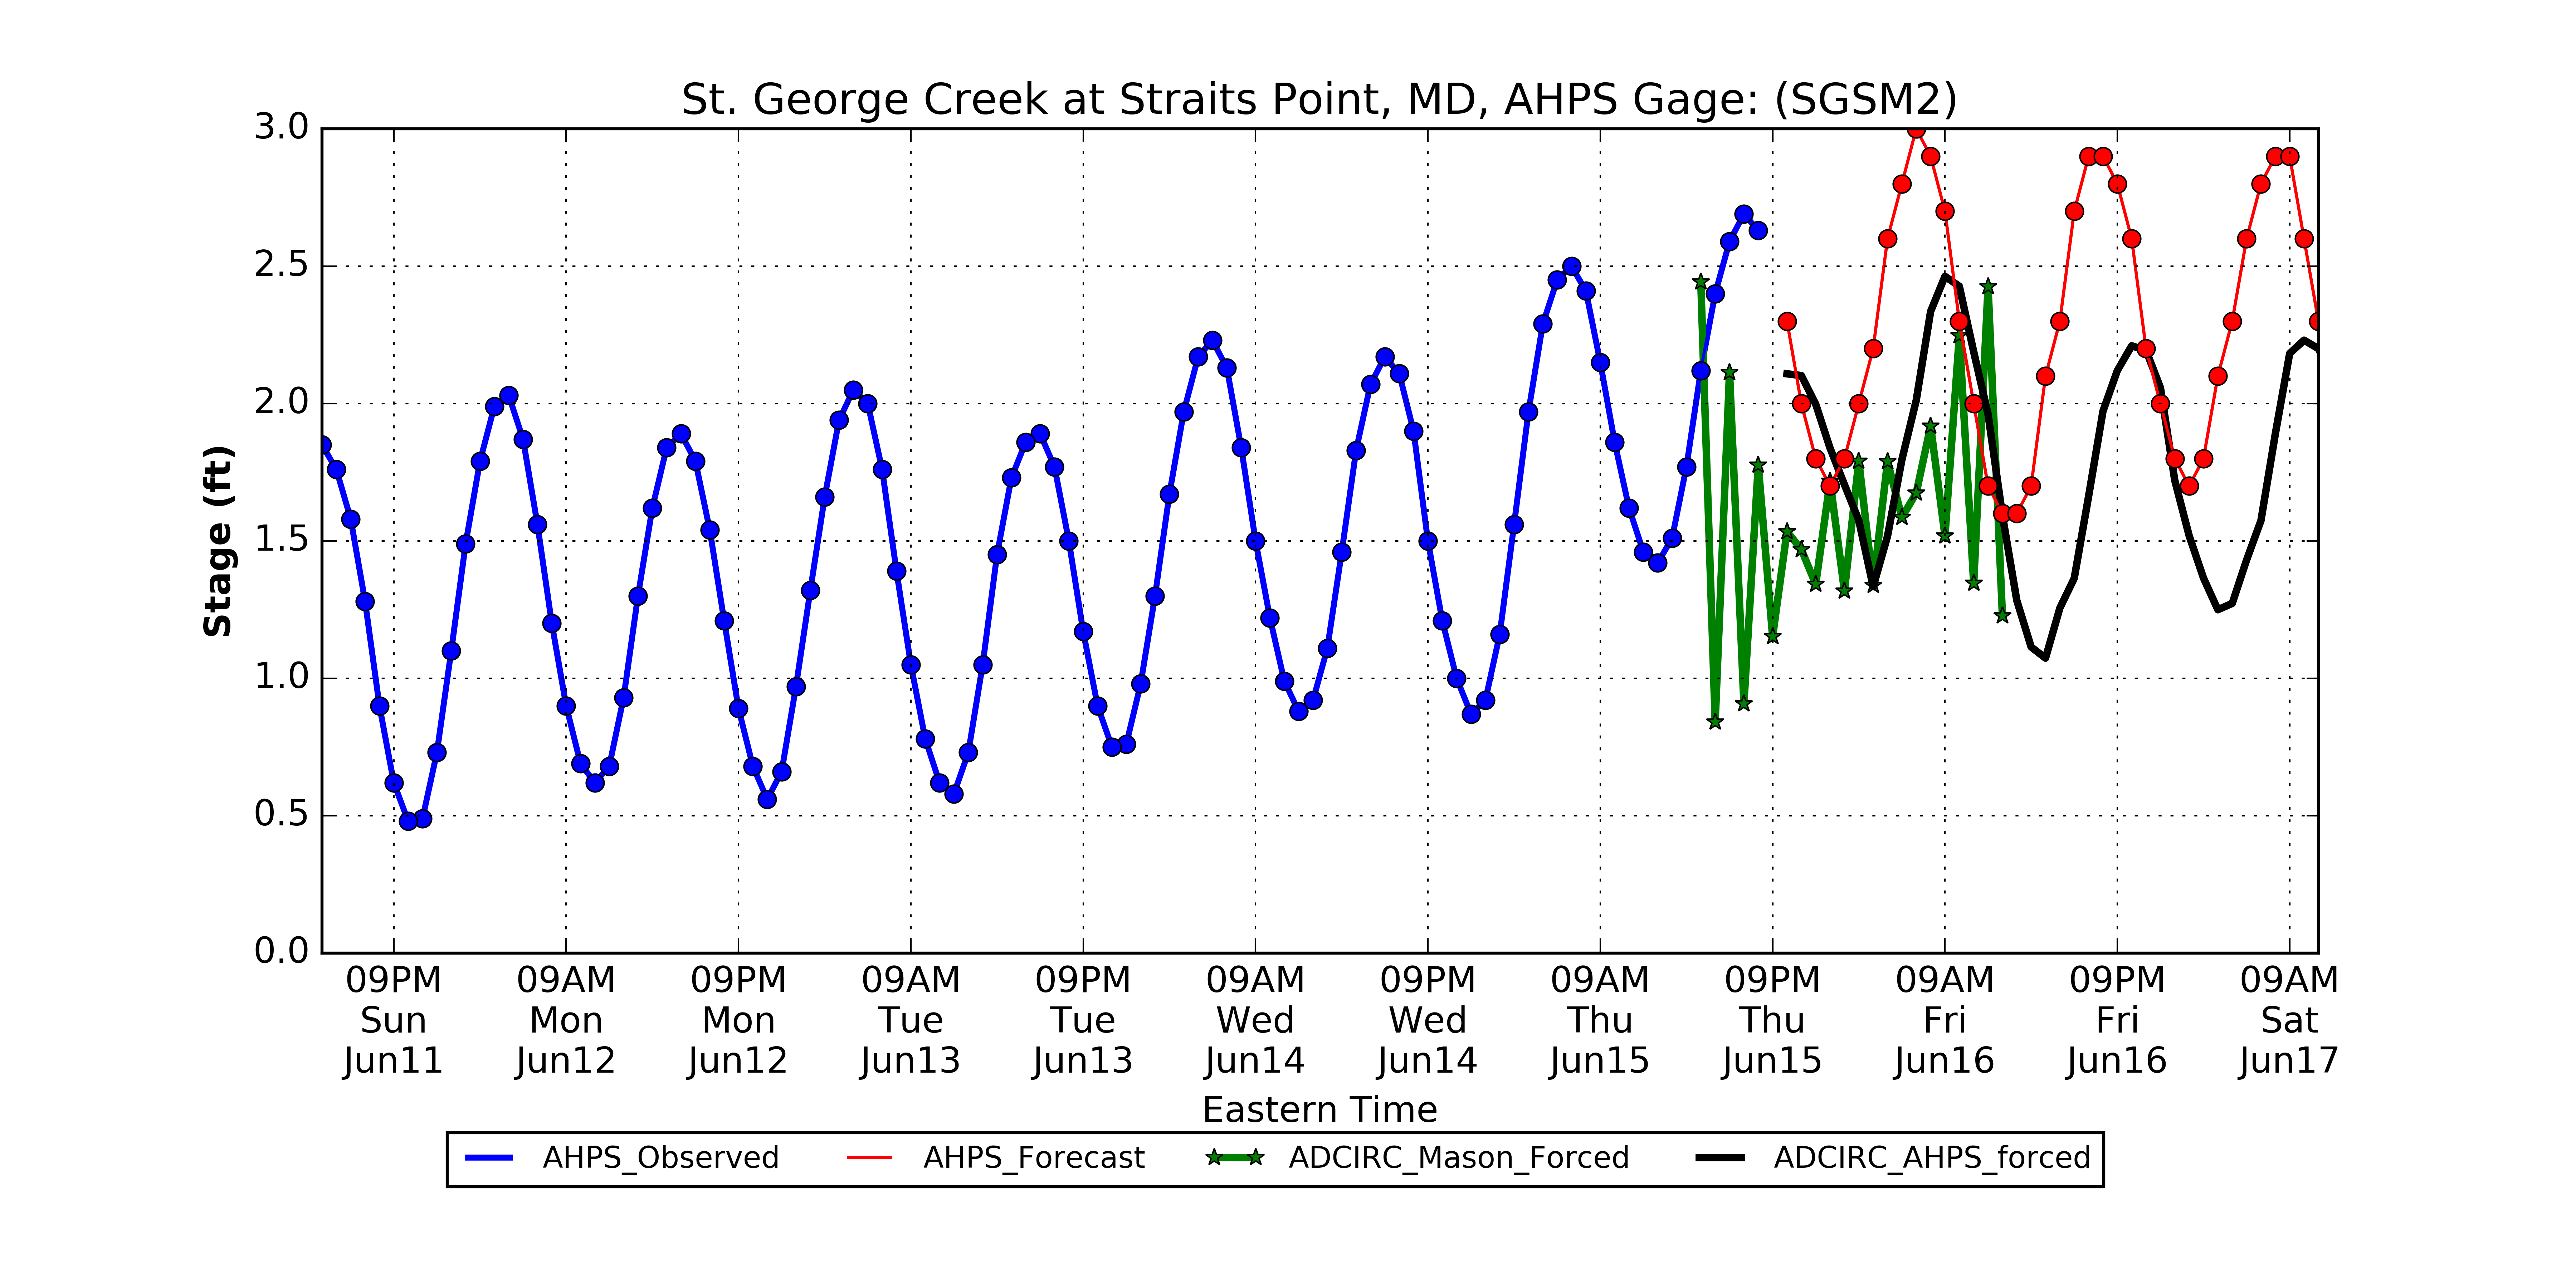 St. George Creek at Straits Point, MD, AHPS Gage: (SGSM2)
3.0
2.5
2.0
1.5
1.0
0.5
0.0
Stage (ft)
09PM 09AM 09PM 09AM 09PM 09AM 09PM 09AM 09PM 09AM 09PM 09AM
Sun Mon Mon Tue Tue Wed Wed Thu Thu Fri Fri Sat
Jun11 Jun12 Jun12 Jun13 Jun13 Jun14 Jun14 Jun15 Jun15 Jun16 Jun16 Jun17
Eastern Time
AHPS_Observed AHPS_Forecast ADCIRC_Mason_Forced ADCIRC_AHPS_forced